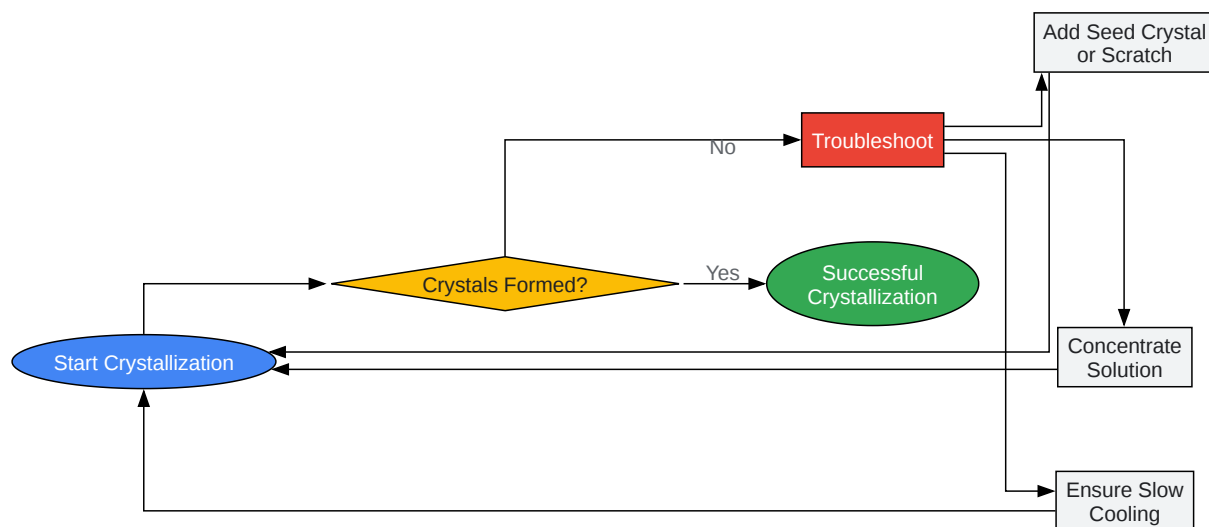 Add Seed Crystal
or Scratch
Troubleshoot
No
Crystals Formed?
Yes
Successful
Crystallization
Start Crystallization
Concentrate
Solution
Ensure Slow
Cooling